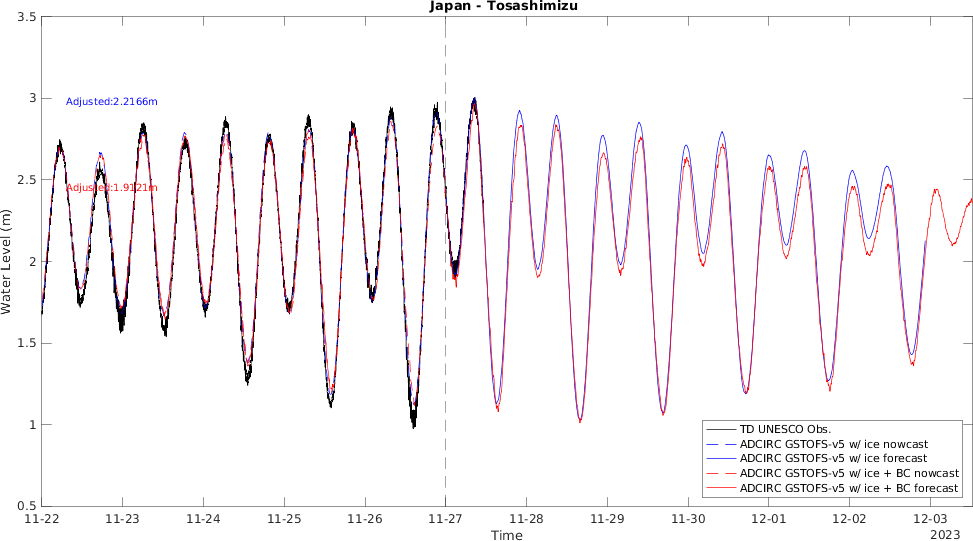 Japan - Tosashimizu
3.5
3
2.5
2
1.5
1
0.5
Water Level (m)
Adjusted:2.2166m
Adjusted:1.9121m
TD UNESCO Obs.
ADCIRC GSTOFS-v5 w/ ice nowcast
ADCIRC GSTOFS-v5 w/ ice forecast
ADCIRC GSTOFS-v5 w/ ice + BC nowcast
ADCIRC GSTOFS-v5 w/ ice + BC forecast
11-22 11-23 11-24 11-25 11-26 11-27 11-28 11-29 11-30 12-01 12-02 12-03
Time
2023